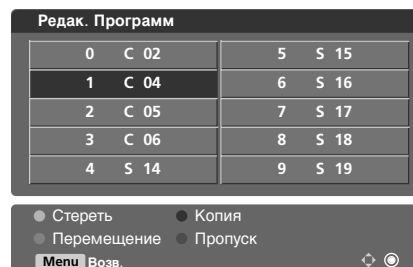 Редак. Программ
0 C 02 5 S 15
1 C 04 6 S 16
2 C 05 7 S 17
3 C 06 8 S 18
4 S 14 9 S 19
Стереть Копия
Перемещение Пропуск
Menu Возв.